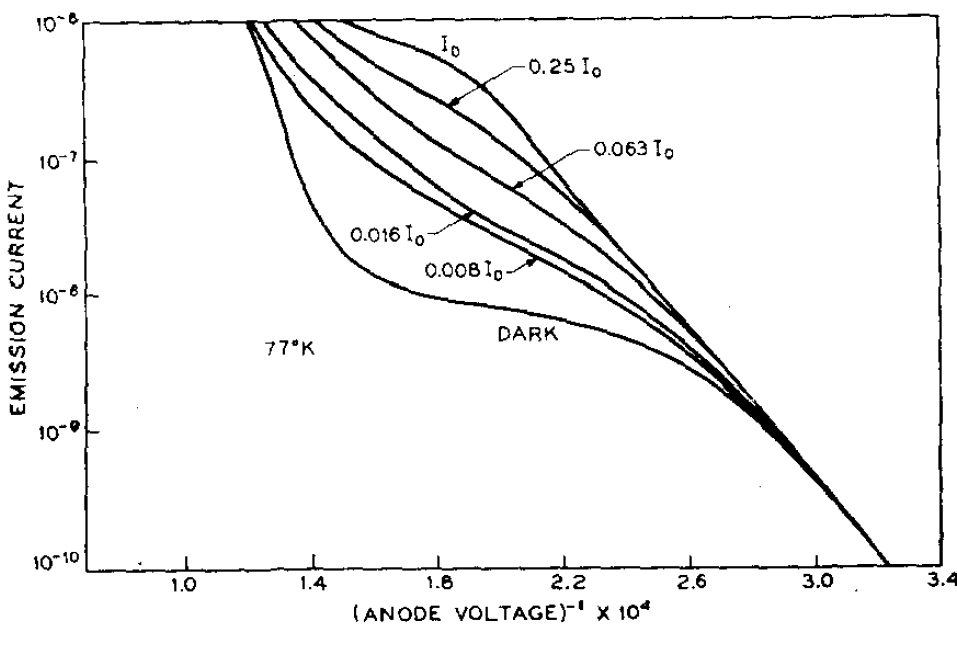 10⁻⁶
I₀
0.25 I₀
10⁻⁷
0.063 I₀
0.016 I₀
0.008 I₀
10⁻⁸
DARK
77°K
10⁻⁹
10⁻¹⁰
1.0 1.4 1.8 2.2 2.6 3.0 3.4
(ANODE VOLTAGE)⁻¹ X 10⁴
EMISSION CURRENT